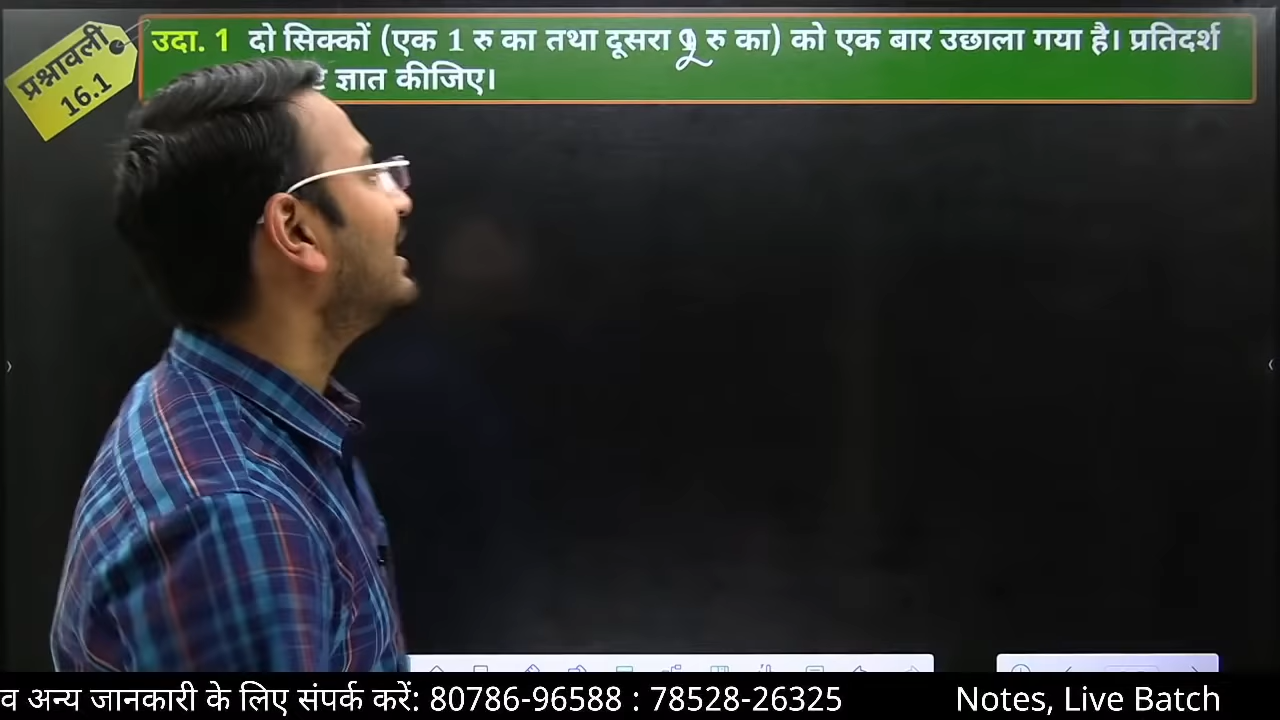 प्रश्नावली
16.1
उदा. 1 दो सिक्कों (एक 1 रु का तथा दूसरा 2 रु का) को एक बार उछाला गया है। प्रतिदर्श
ज्ञात कीजिए।
व अन्य जानकारी के लिए संपर्क करें: 80786-96588 : 78528-26325
Notes, Live Batch